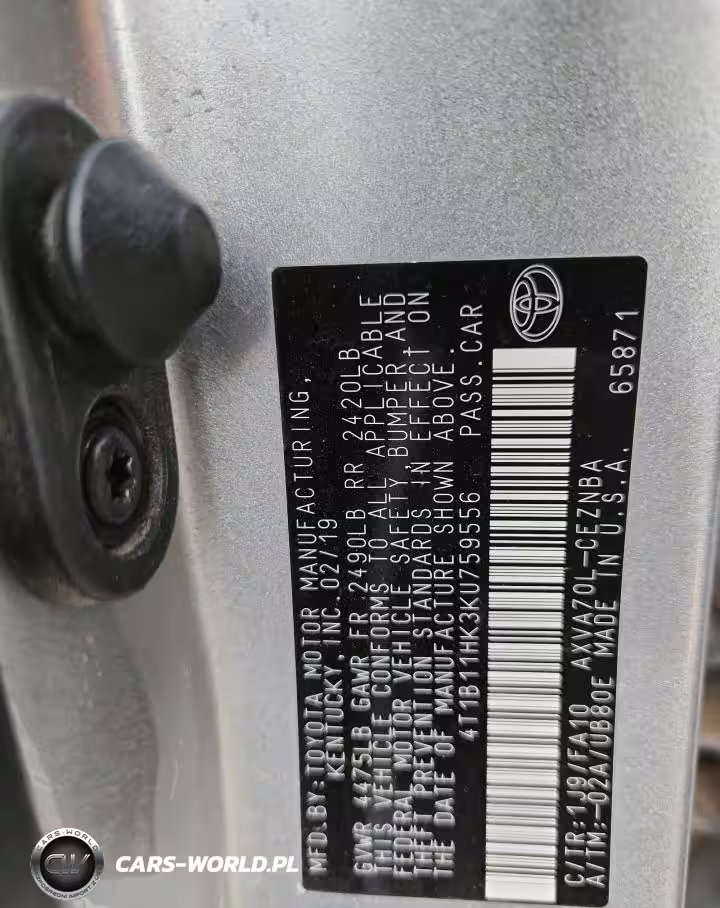 MFD.BY:TOYOTA MOTOR MANUFACTURING,
KENTUCKY, INC. 02/19
GVWR 4475LB GAWR FR 2490LB RR 2420LB
THIS VEHICLE CONFORMS TO ALL APPLICABLE
FEDERAL MOTOR VEHICLE SAFETY, BUMPER, AND
THEFT PREVENTION STANDARDS IN EFFECT ON
THE DATE OF MANUFACTURE SHOWN ABOVE.
4T1B11HK3KU759556 PASS.CAR
C/TR:1J9/FA10 AXVA70L-CEZNBA
A/TM:-02A/UB80E MADE IN U.S.A. 65871
CARS-WORLD
CW
CARS-WORLD.PL